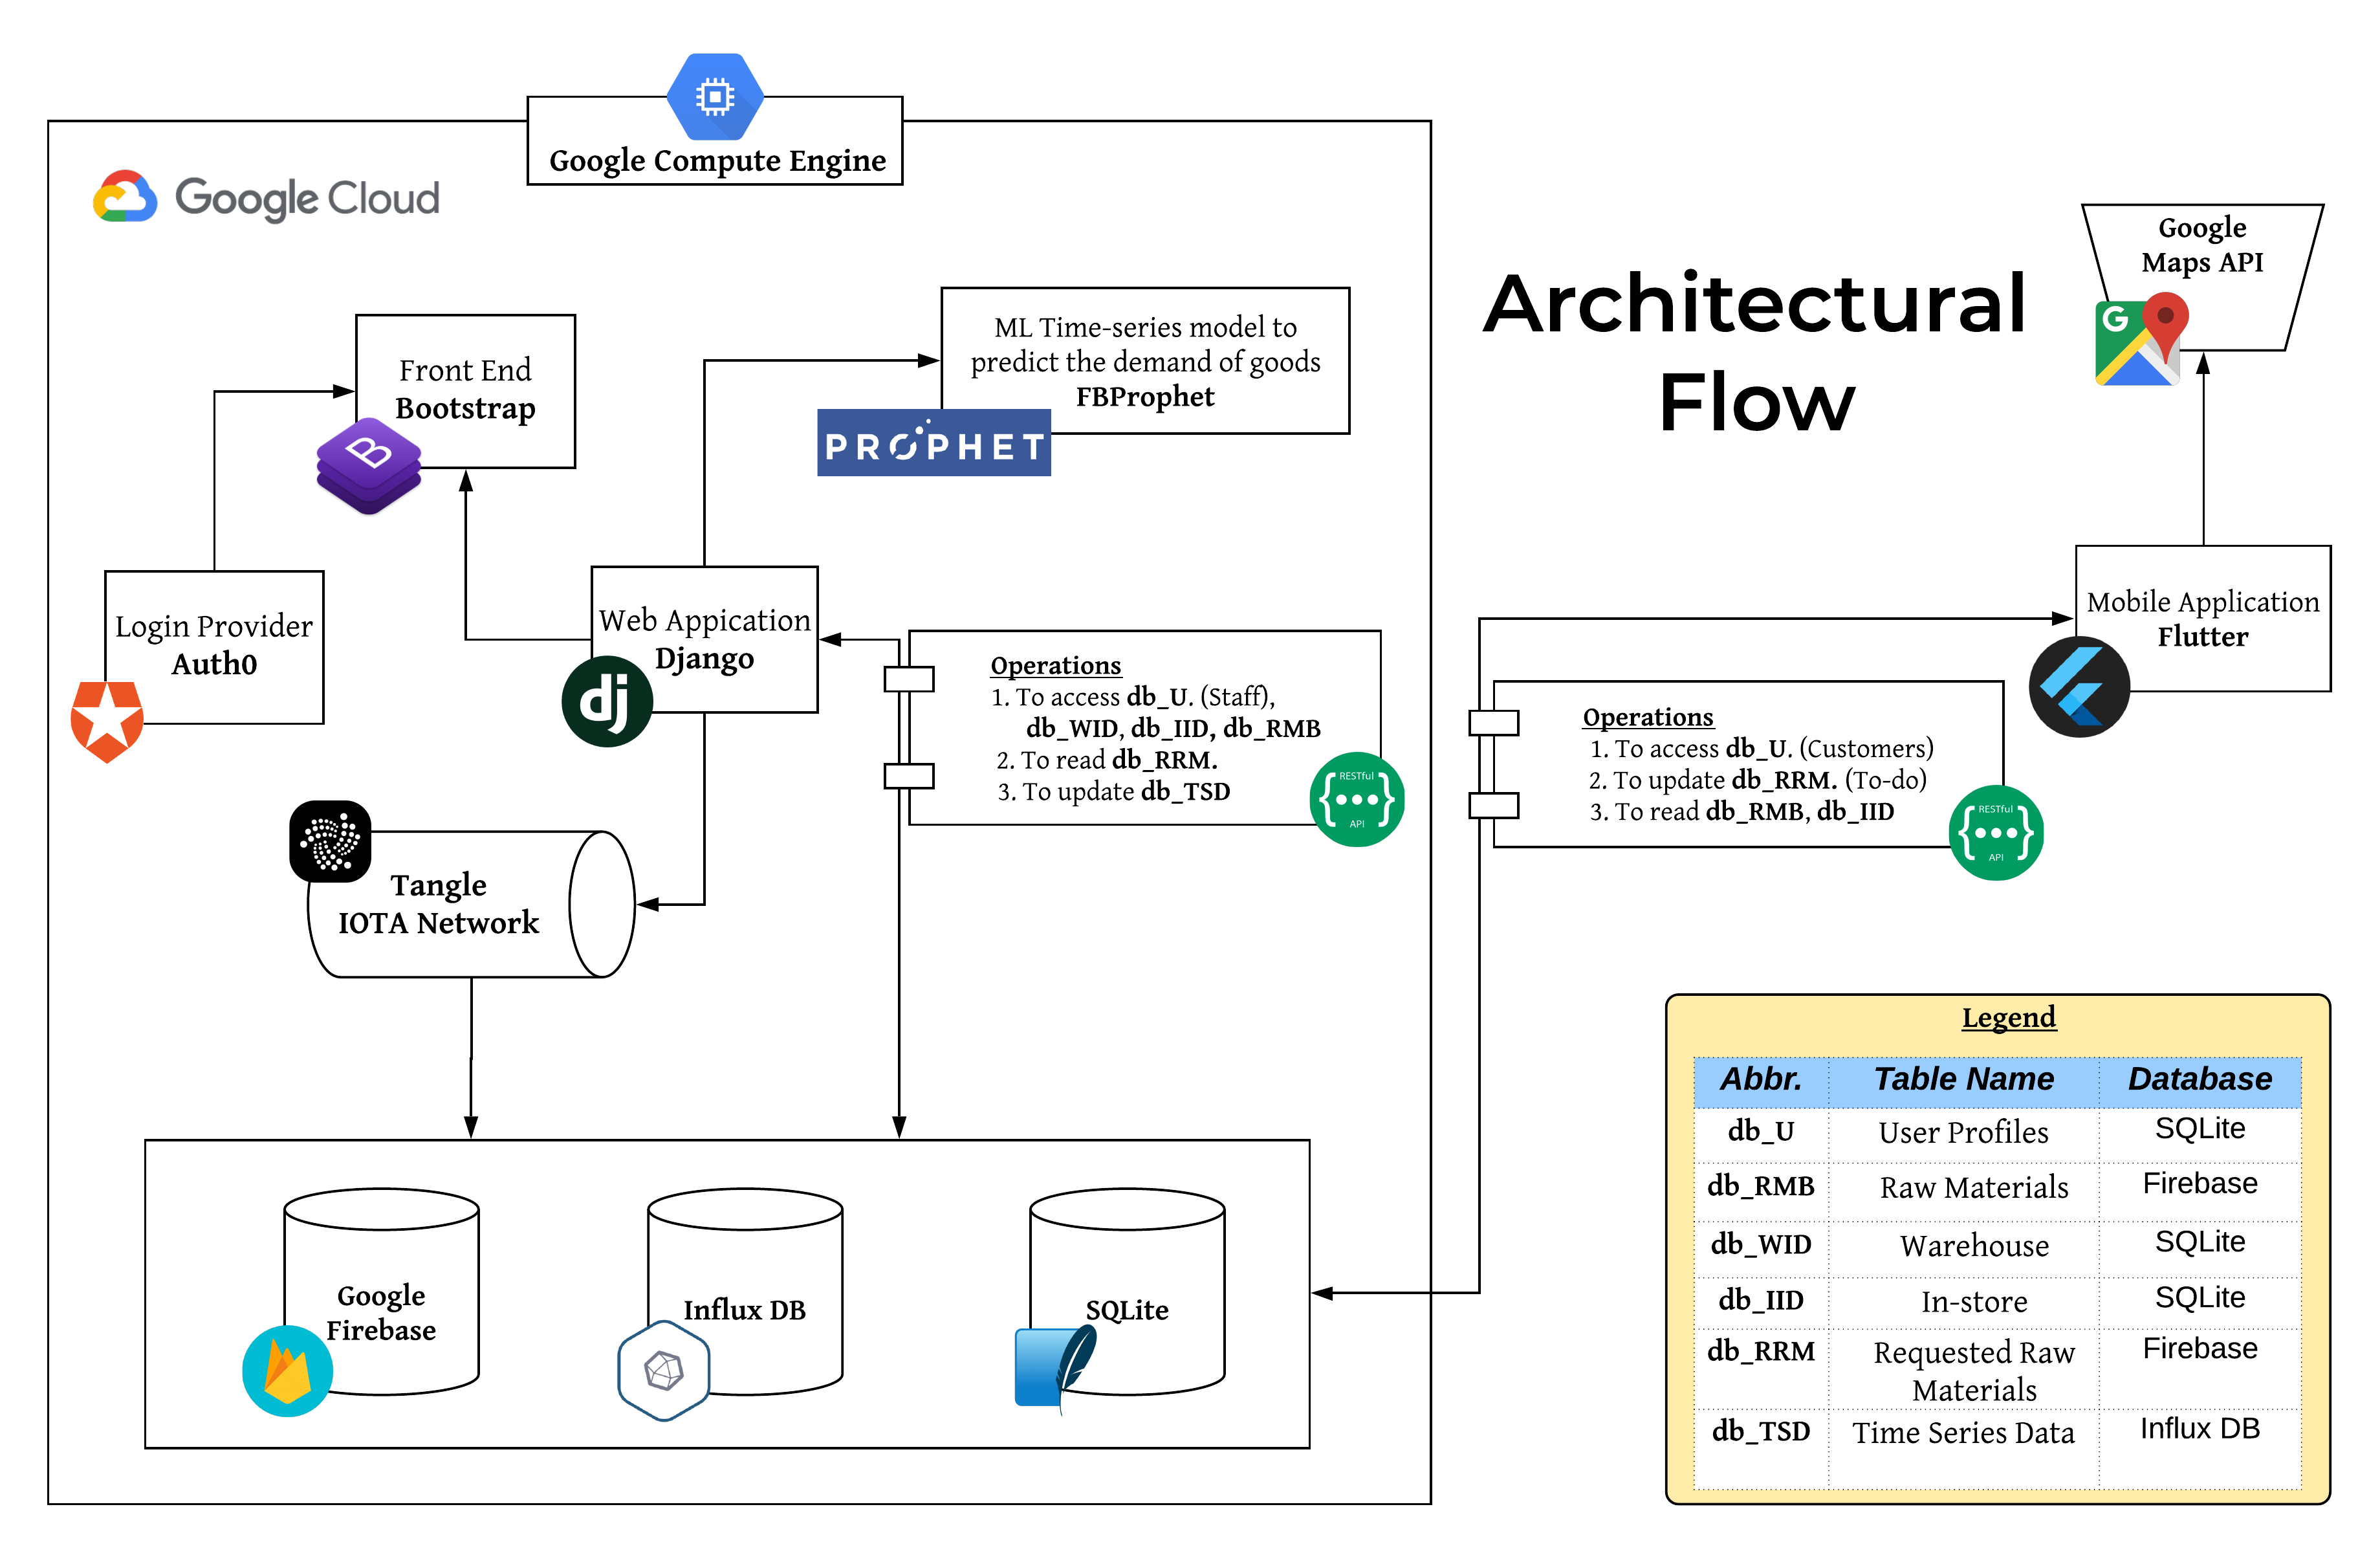 Google Compute Engine
Google Cloud
Architectural
Flow
Google
Maps API
G
ML Time-series model to
predict the demand of goods
FBProphet
PROPHET
Front End
Bootstrap
B
Login Provider
Auth0
Web Appication
Django
dj
Operations
1. To access db_U. (Staff),
db_WID, db_IID, db_RMB
2. To read db_RRM.
3. To update db_TSD
RESTful
{•••}
API
Mobile Application
Flutter
Operations
1. To access db_U. (Customers)
2. To update db_RRM. (To-do)
3. To read db_RMB, db_IID
RESTful
{•••}
API
Tangle
IOTA Network
Google
Firebase
Influx DB
SQLite
Legend
Abbr. Table Name Database
db_U User Profiles SQLite
db_RMB Raw Materials Firebase
db_WID Warehouse SQLite
db_IID In-store SQLite
db_RRM Requested Raw Firebase
Materials
db_TSD Time Series Data Influx DB